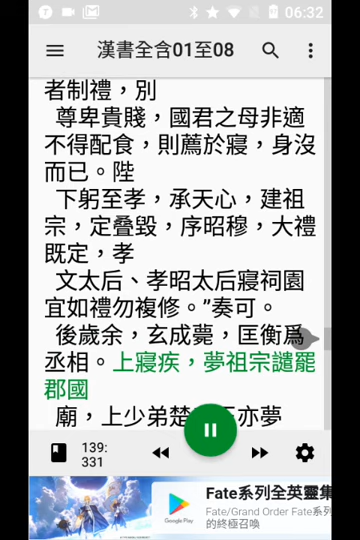 06:32
漢書全含01至08
者制禮，別
尊卑貴賤，國君之母非適
不得配食，則薦於寢，身沒
而已。陛
下躬至孝，承天心，建祖
宗，定叠毀，序昭穆，大禮
既定，孝
文太后、孝昭太后寢祠園
宜如禮勿複修。”奏可。
後歲余，玄成薨，匡衡爲
丞相。上寢疾，夢祖宗譴罷
郡國
廟，上少弟楚
亦夢
139:
331
Fate系列全英靈集
Fate/Grand Order Fate系列
的終極召喚
Google Play